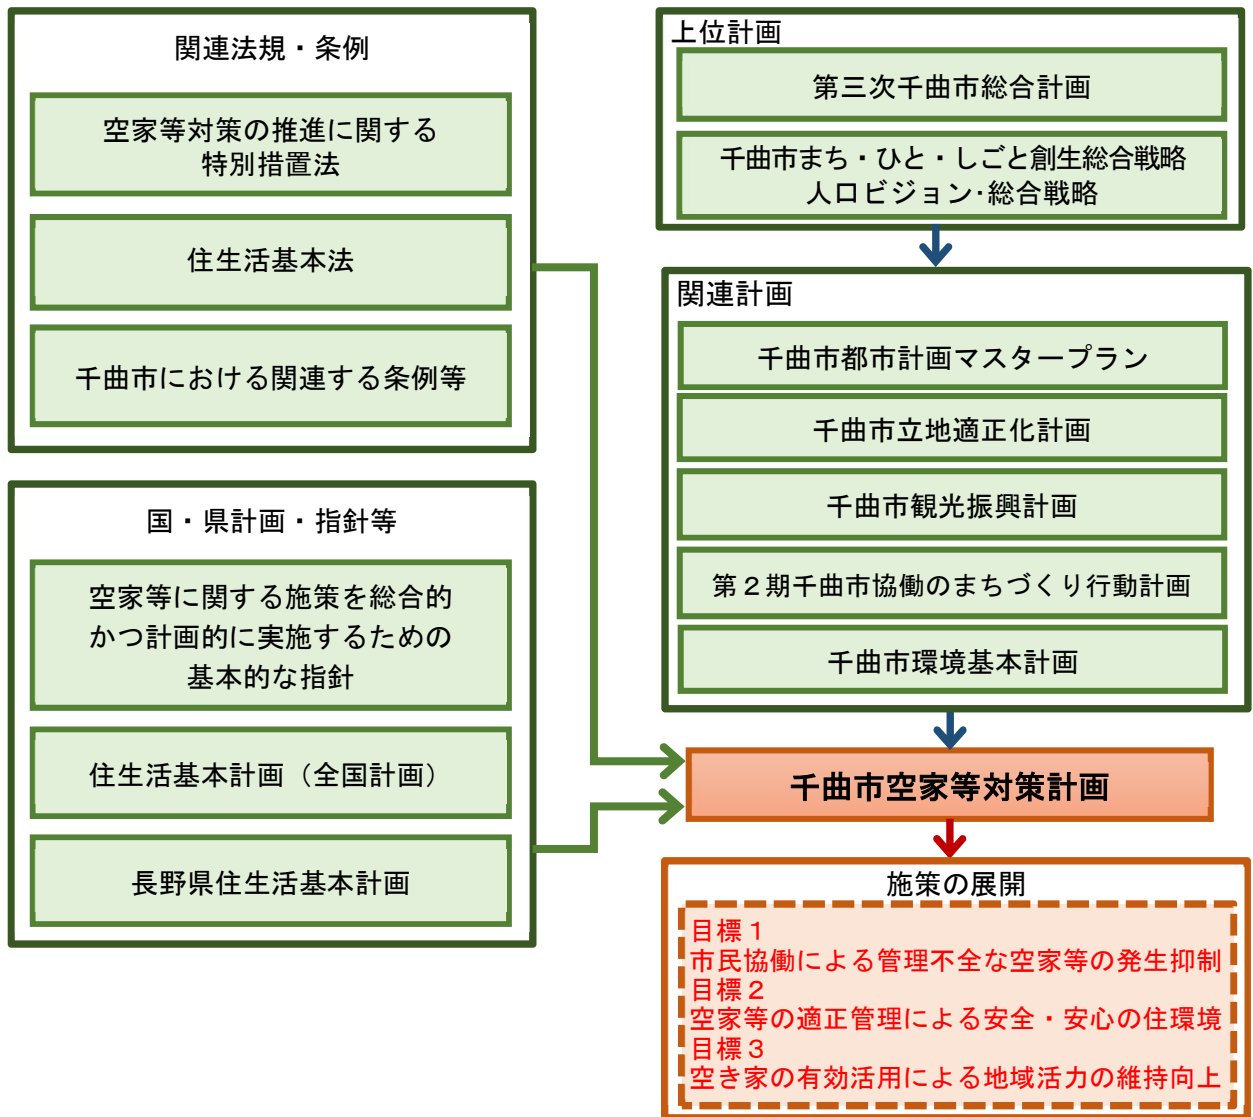 関連法規・条例
空家等対策の推進に関する
特別措置法
住生活基本法
千曲市における関連する条例等
国・県計画・指針等
空家等に関する施策を総合的
かつ計画的に実施するための
基本的な指針
住生活基本計画（全国計画）
長野県住生活基本計画
上位計画
第三次千曲市総合計画
千曲市まち・ひと・しごと創生総合戦略
人口ビジョン･総合戦略
関連計画
千曲市都市計画マスタープラン
千曲市立地適正化計画
千曲市観光振興計画
第２期千曲市協働のまちづくり行動計画
千曲市環境基本計画
千曲市空家等対策計画
施策の展開
目標１
市民協働による管理不全な空家等の発生抑制
目標２
空家等の適正管理による安全・安心の住環境
目標３
空き家の有効活用による地域活力の維持向上